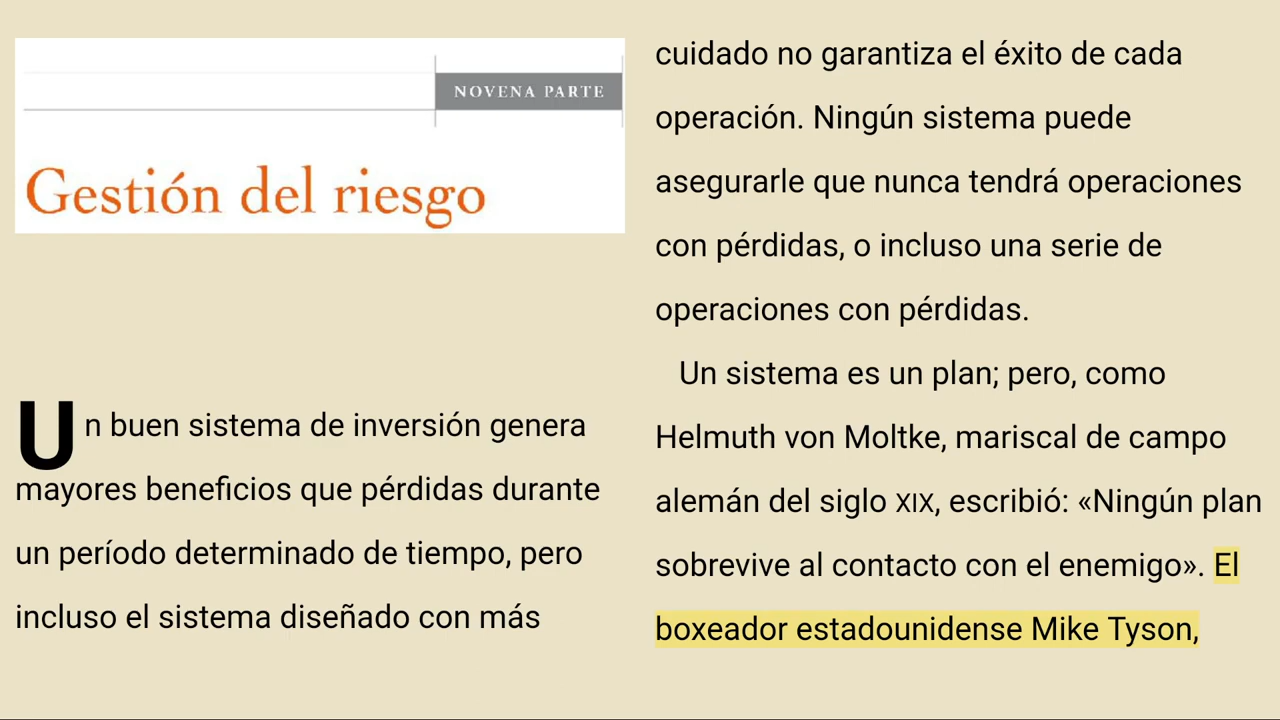 NOVENA PARTE
Gestión del riesgo
Un buen sistema de inversión genera
mayores beneficios que pérdidas durante
un período determinado de tiempo, pero
incluso el sistema diseñado con más
cuidado no garantiza el éxito de cada
operación. Ningún sistema puede
asegurarle que nunca tendrá operaciones
con pérdidas, o incluso una serie de
operaciones con pérdidas.
Un sistema es un plan; pero, como
Helmuth von Moltke, mariscal de campo
alemán del siglo XIX, escribió: «Ningún plan
sobrevive al contacto con el enemigo». El
boxeador estadounidense Mike Tyson,